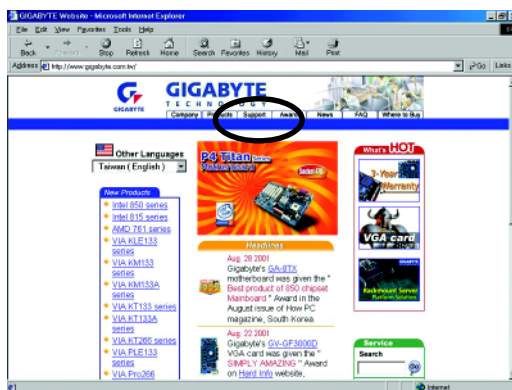 GIGABYTE Website - Microsoft Internet Explorer
File Edit View Favorites Tools Help
Back Forward Stop Refresh Home Search Favorites History Mail Print
Address http://www.gigabyte.com.tw/ Go Links
GIGABYTE
GIGABYTE
TECHNOLOGY
Company Products Support Award News FAQ Where to Buy
Other Languages
Taiwan ( English )
New Products
Intel 850 series
Intel 815 series
AMD 761 series
VIA KLE133
series
VIA KM133
series
VIA KM133A
series
VIA KT133 series
VIA KT133A
series
VIA KT266 series
VIA PLE133
series
VIA Pro266
P4 Titan Series
Motherboard
Socket 478
Headlines
Aug. 28 2001
Gigabyte's GA-8TX
motherboard was given the "
Best product of 850 chipset
Mainboard " Award in the
August issue of How PC
magazine, South Korea.
Aug. 22 2001
Gigabyte's GV-GF3000D
VGA card was given the "
SIMPLY AMAZING " Award
on Hard Info website.
What's HOT
3-Year
Warranty
VGA card
Rackmount Server
Platform Solution
Service
Search
Go
Internet